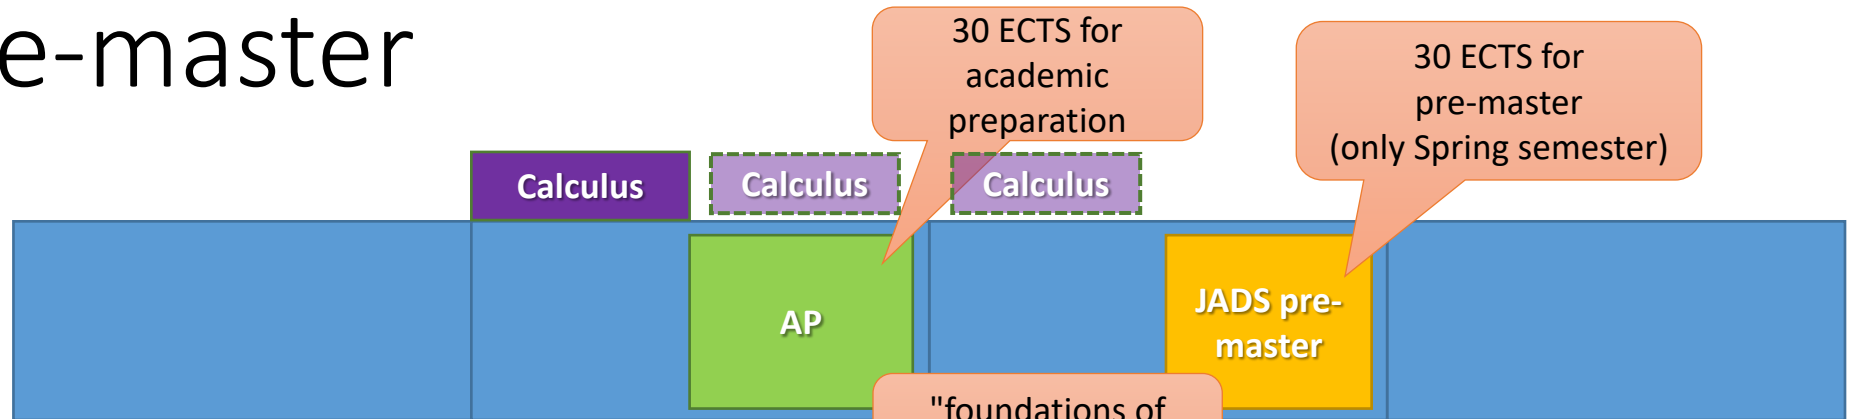 e-master
30 ECTS for
academic
preparation
30 ECTS for
pre-master
(only Spring semester)
Calculus
Calculus
Calculus
AP
JADS pre-
master
"foundations of